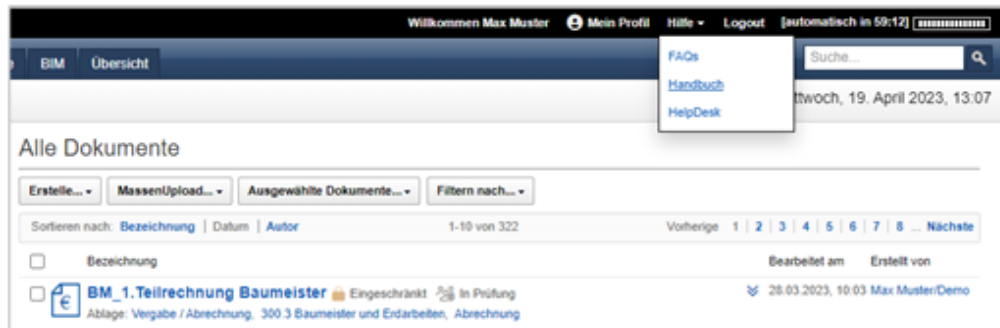 Willkommen Max Muster Mein Profil Hilfe Logout [automatisch in 59:12]
BIM Übersicht Suche...
FAQs
Handbuch
HelpDesk
ttwoch, 19. April 2023, 13:07
Alle Dokumente
Erstelle... MassenUpload... Ausgewählte Dokumente... Filtern nach...
Sortieren nach: Bezeichnung | Datum | Autor 1-10 von 322 Vorherige 1 | 2 | 3 | 4 | 5 | 6 | 7 | 8 ... Nächste
Bezeichnung Bearbeitet am Erstellt von
BM_1.Teilrechnung Baumeister Eingeschränkt In Prüfung 28.03.2023, 10:03 Max Muster/Demo
Ablage: Vergabe / Abrechnung, 300.3 Baumeister und Erdarbeiten, Abrechnung